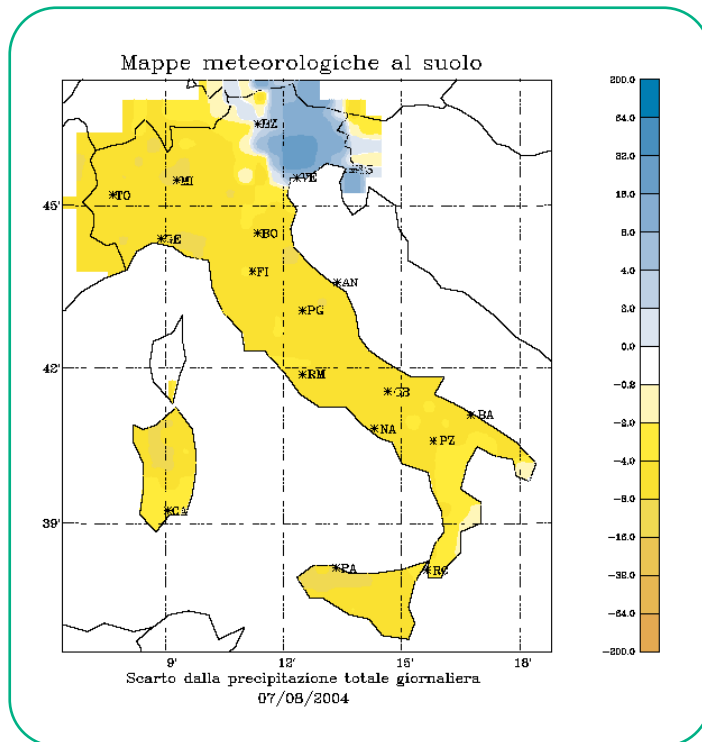 Mappe meteorologiche al suolo
200.0
64.0
32.0
16.0
8.0
4.0
2.0
0.0
-0.8
-2.0
-4.0
-8.0
-16.0
-32.0
-64.0
-200.0
BZ
VE
TS
MI
TO
45'
GE
BO
FI
AN
PG
42'
RM
CB
BA
NA
PZ
CA
39'
PA
RC
9' 12' 15' 18'
Scarto dalla precipitazione totale giornaliera
07/08/2004